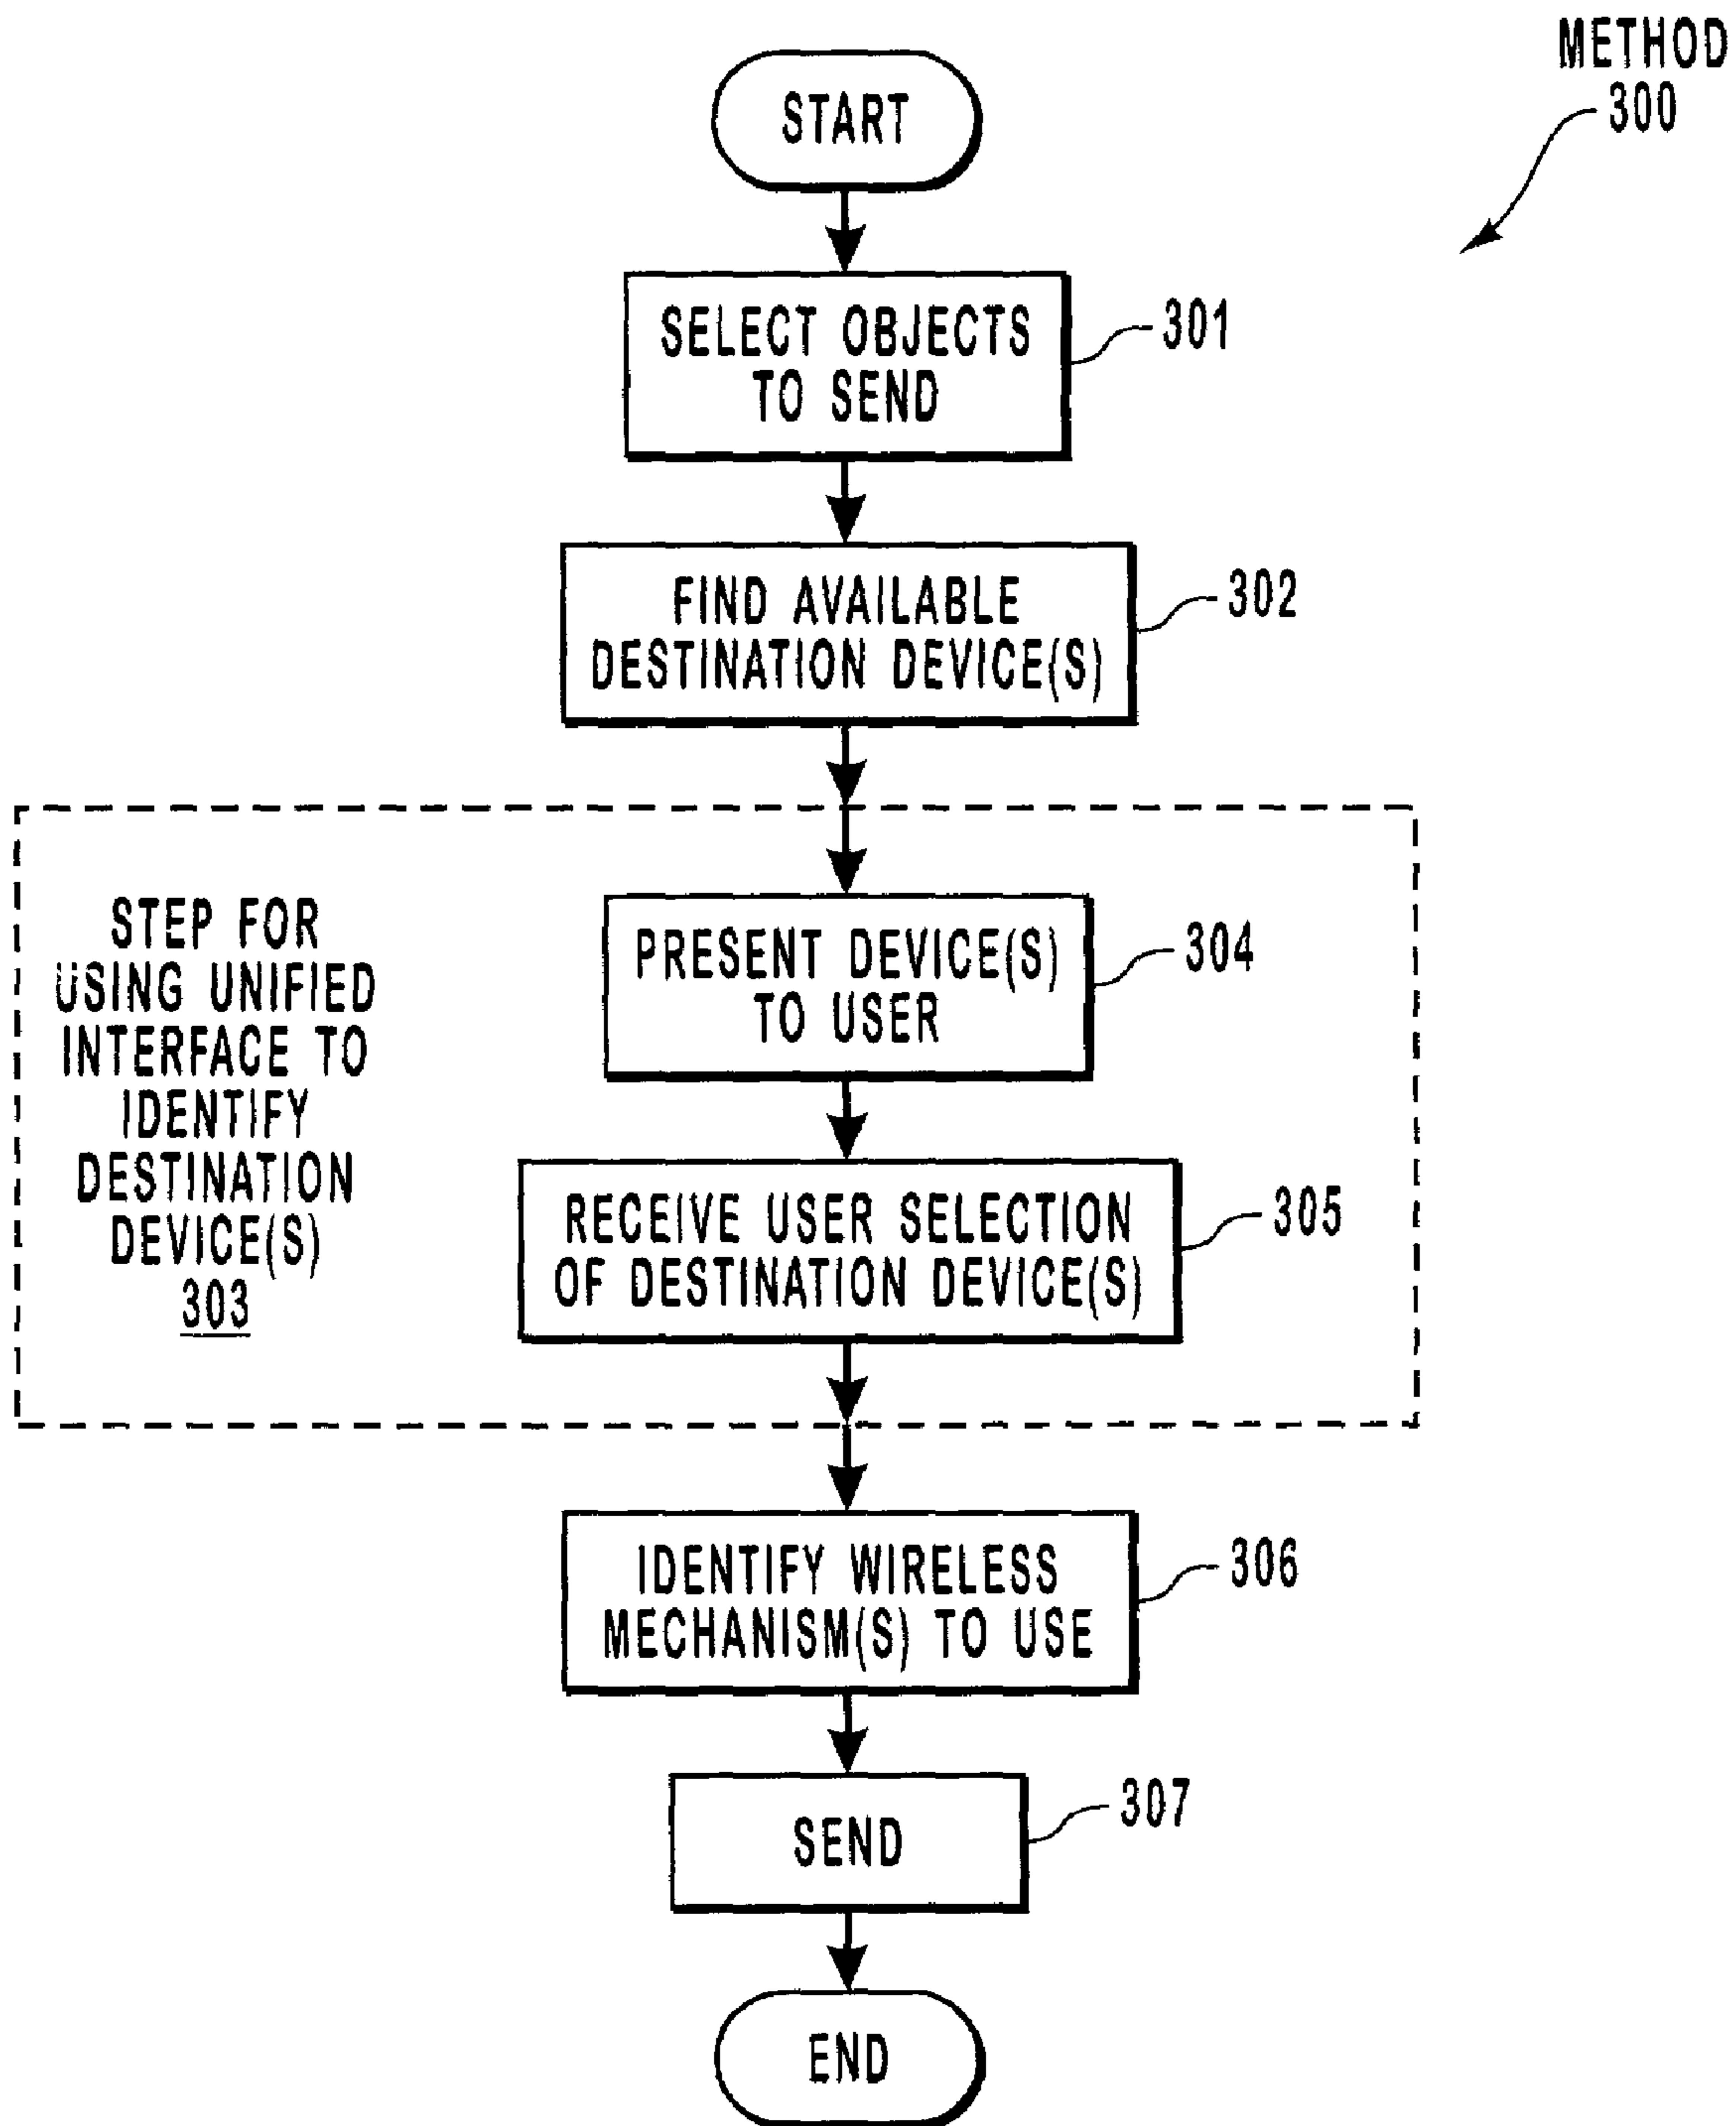 METHOD
300
START
SELECT OBJECTS
TO SEND
301
FIND AVAILABLE
DESTINATION DEVICE(S)
302
STEP FOR
USING UNIFIED
INTERFACE TO
IDENTIFY
DESTINATION
DEVICE(S)
303
PRESENT DEVICE(S)
TO USER
304
RECEIVE USER SELECTION
OF DESTINATION DEVICE(S)
305
IDENTIFY WIRELESS
MECHANISM(S) TO USE
306
SEND
307
END